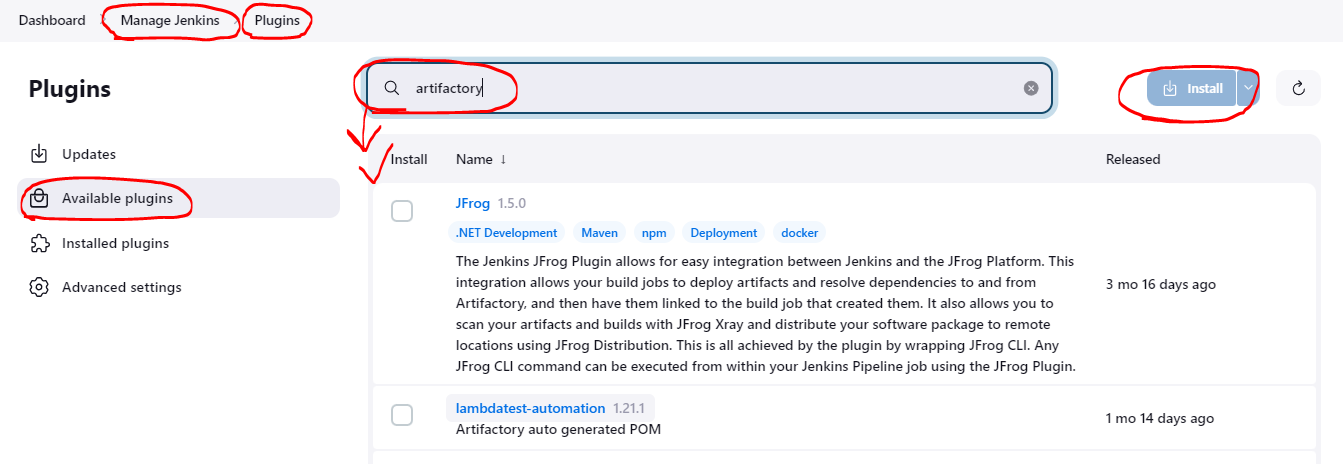 Dashboard Manage Jenkins Plugins
Plugins
artifactory
Install
Updates
Available plugins
Installed plugins
Advanced settings
Install Name ↓ Released
JFrog 1.5.0
.NET Development Maven npm Deployment docker
The Jenkins JFrog Plugin allows for easy integration between Jenkins and the JFrog Platform. This
integration allows your build jobs to deploy artifacts and resolve dependencies to and from
Artifactory, and then have them linked to the build job that created them. It also allows you to
scan your artifacts and builds with JFrog Xray and distribute your software package to remote
locations using JFrog Distribution. This is all achieved by the plugin by wrapping JFrog CLI. Any
JFrog CLI command can be executed from within your Jenkins Pipeline job using the JFrog Plugin.
3 mo 16 days ago
lambdatest-automation 1.21.1
Artifactory auto generated POM
1 mo 14 days ago